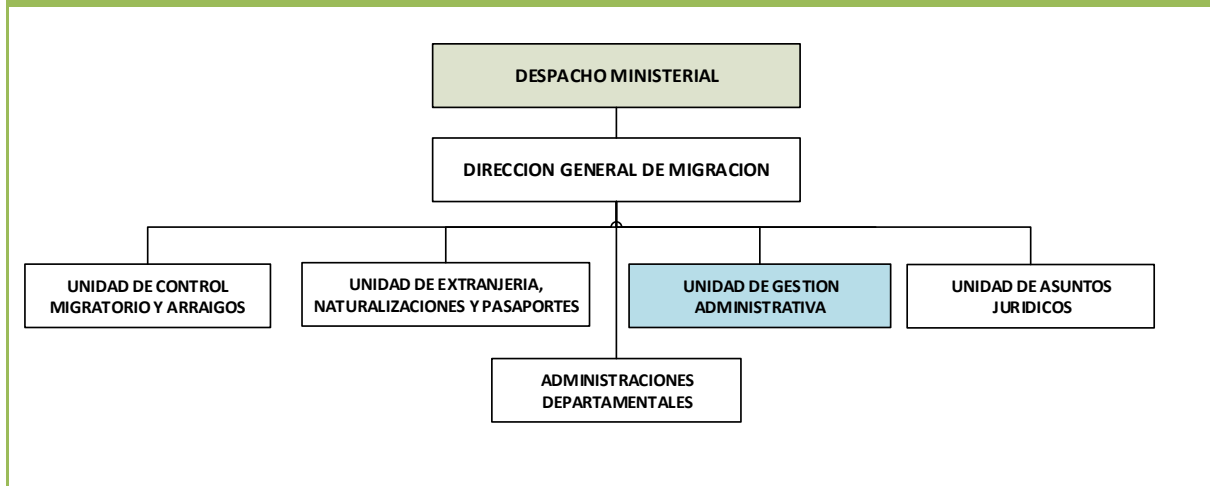 DESPACHO MINISTERIAL
DIRECCION GENERAL DE MIGRACION
UNIDAD DE CONTROL
MIGRATORIO Y ARRAIGOS
UNIDAD DE EXTRANJERIA,
NATURALIZACIONES Y PASAPORTES
UNIDAD DE GESTION
ADMINISTRATIVA
UNIDAD DE ASUNTOS
JURIDICOS
ADMINISTRACIONES
DEPARTAMENTALES